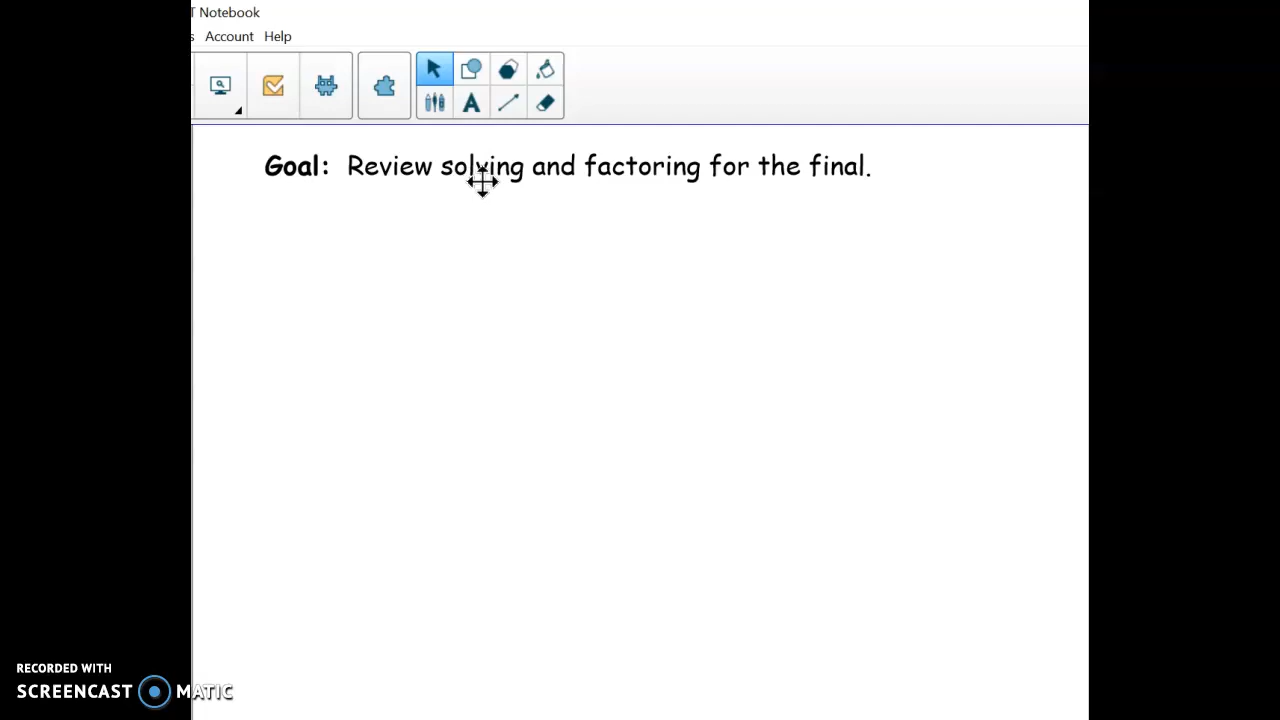 T Notebook
s Account Help
Goal: Review solving and factoring for the final.
RECORDED WITH
SCREENCAST MATIC